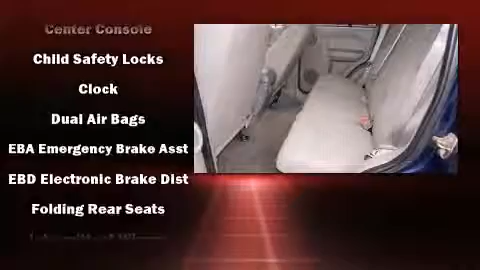 Center Console
Child Safety Locks
Clock
Dual Air Bags
EBA Emergency Brake Asst
EBD Electronic Brake Dist
Folding Rear Seats